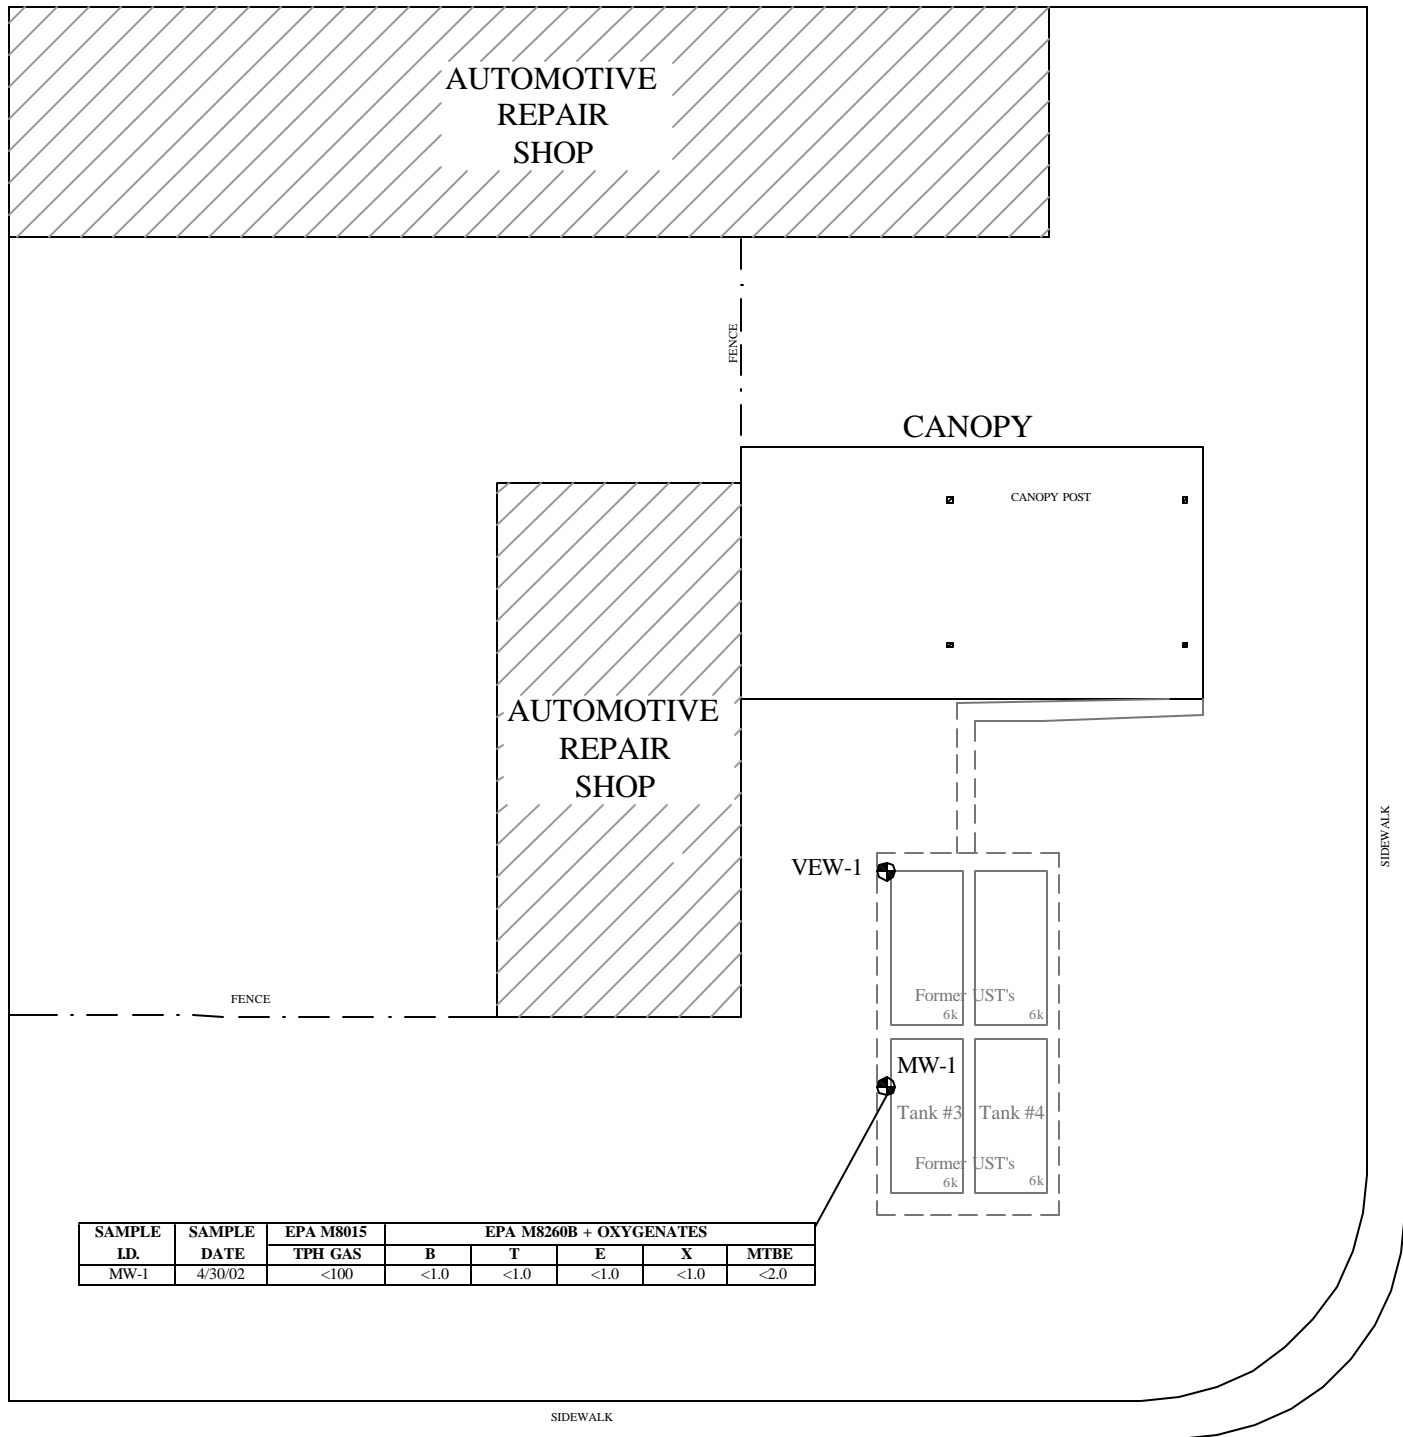 AUTOMOTIVE
REPAIR
SHOP
FENCE
CANOPY
CANOPY POST
AUTOMOTIVE
REPAIR
SHOP
SIDEWALK
VEW-1
Former UST's
6k 6k
FENCE
MW-1
Tank #3 Tank #4
Former UST's
6k 6k
SAMPLE SAMPLE EPA M8015 EPA M8260B + OXYGENATES
I.D. DATE TPH GAS B T E X MTBE
MW-1 4/30/02 <100 <1.0 <1.0 <1.0 <1.0 <2.0
SIDEWALK